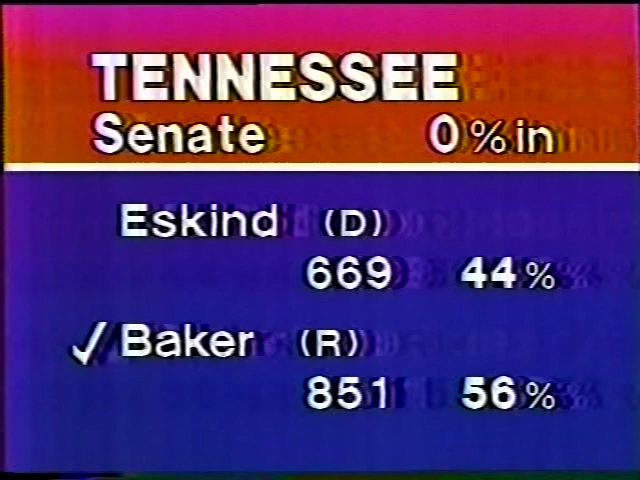 TENNESSEE
Senate 0% in
Eskind (D)
669 44%
✓ Baker (R)
851 56%